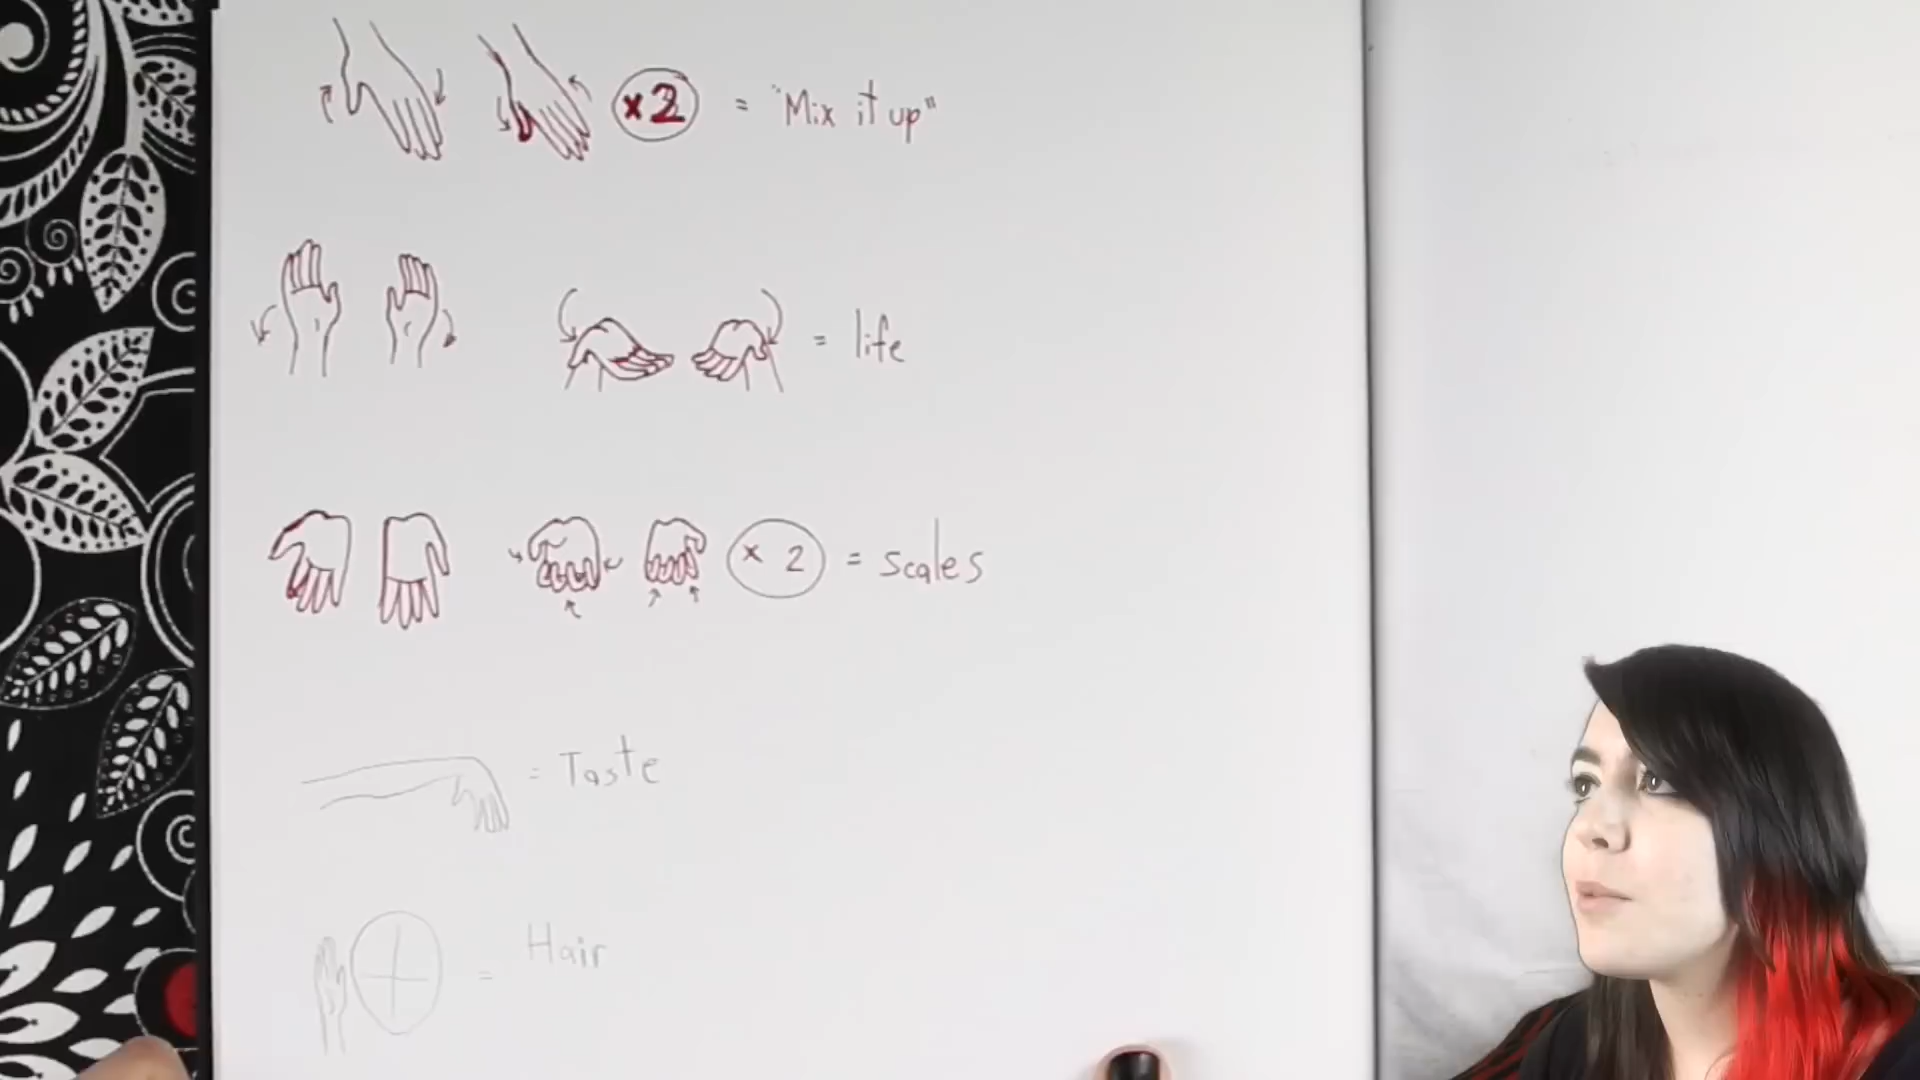 x2 = "Mix it up"
= life
x 2 = scales
= Taste
= Hair